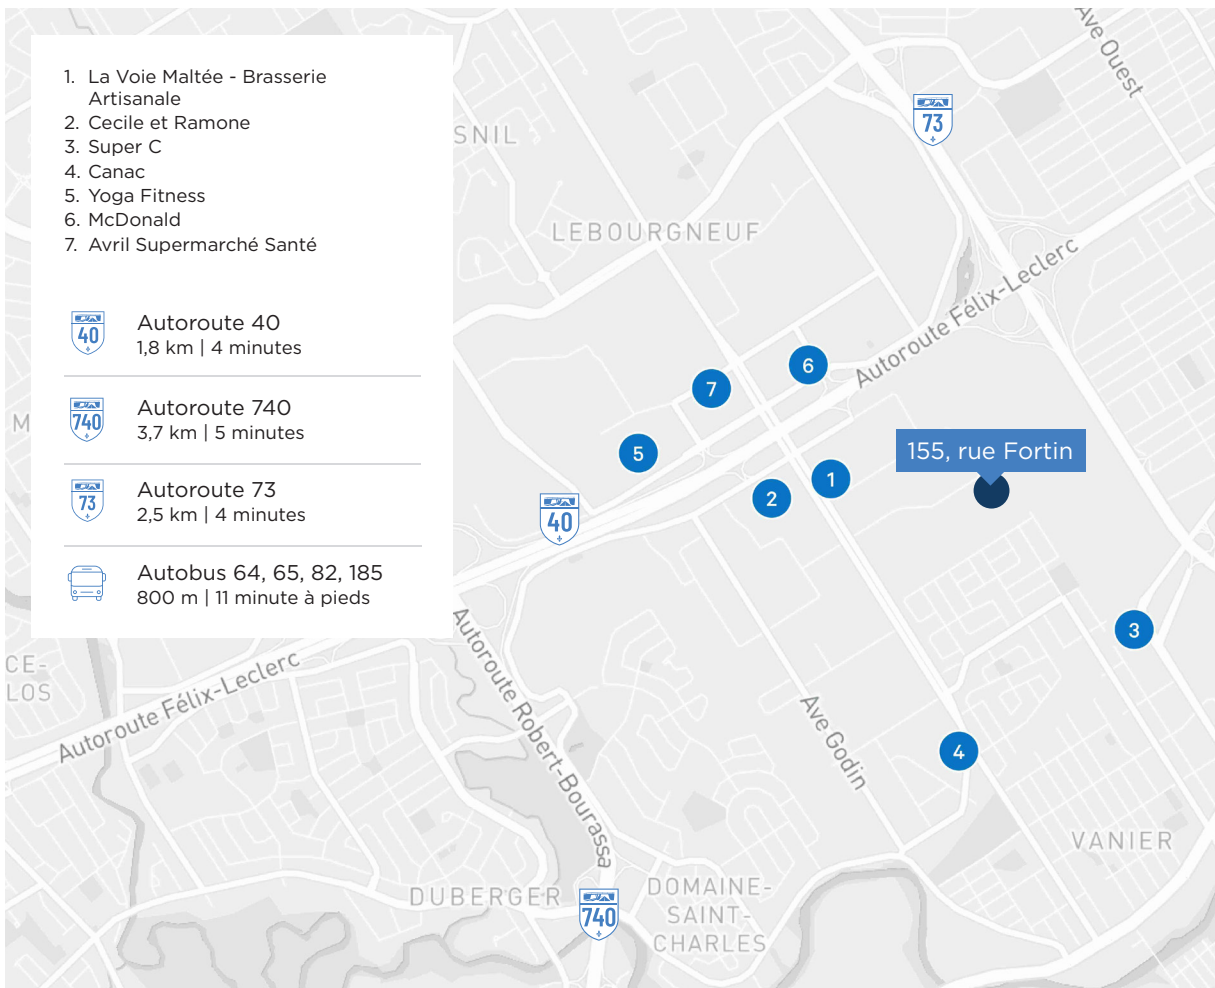 1. La Voie Maltée - Brasserie
Artisanale
2. Cecile et Ramone
3. Super C
4. Canac
5. Yoga Fitness
6. McDonald
7. Avril Supermarché Santé
40
Autoroute 40
1,8 km | 4 minutes
740
Autoroute 740
3,7 km | 5 minutes
73
Autoroute 73
2,5 km | 4 minutes
Autobus 64, 65, 82, 185
800 m | 11 minute à pieds
Ave Ouest
73
SNIL
LEBOURGNEUF
Autoroute Félix-Leclerc
6
7
M
155, rue Fortin
5
1
2
40
3
Autoroute Robert-Bourassa
CE-
LOS
Autoroute Félix-Leclerc
Ave Godin
4
VANIER
DUBERGER
740
DOMAINE-
SAINT-
CHARLES